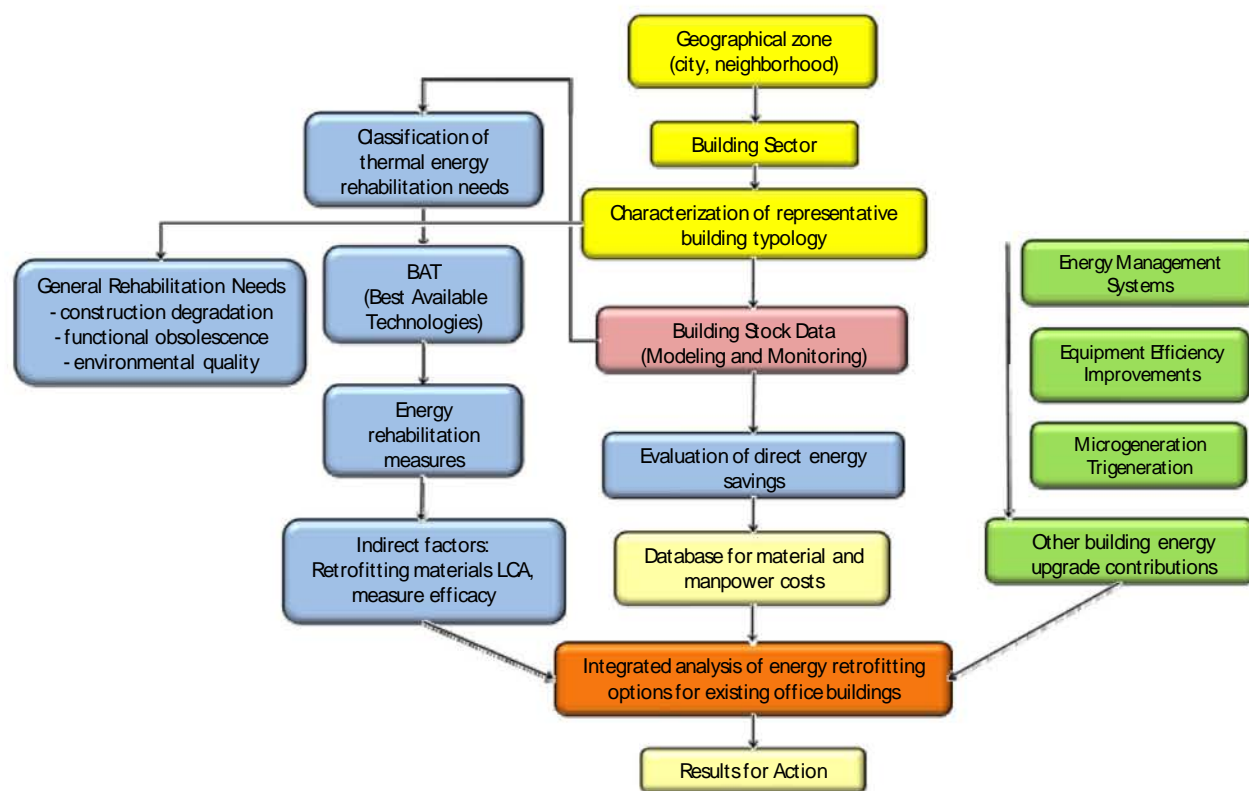 Geographical zone
(city, neighborhood)
Building Sector
Characterization of representative
building typology
Classification of
thermal energy
rehabilitation needs
General Rehabilitation Needs
- construction degradation
- functional obsolescence
- environmental quality
BAT
(Best Available
Technologies)
Building Stock Data
(Modeling and Monitoring)
Energy
rehabilitation
measures
Evaluation of direct energy
savings
Indirect factors:
Retrofitting materials LCA,
measure efficacy
Database for material and
manpower costs
Energy Management
Systems
Equipment Efficiency
Improvements
Microgeneration
Trigeneration
Other building energy
upgrade contributions
Integrated analysis of energy retrofitting
options for existing office buildings
Results for Action